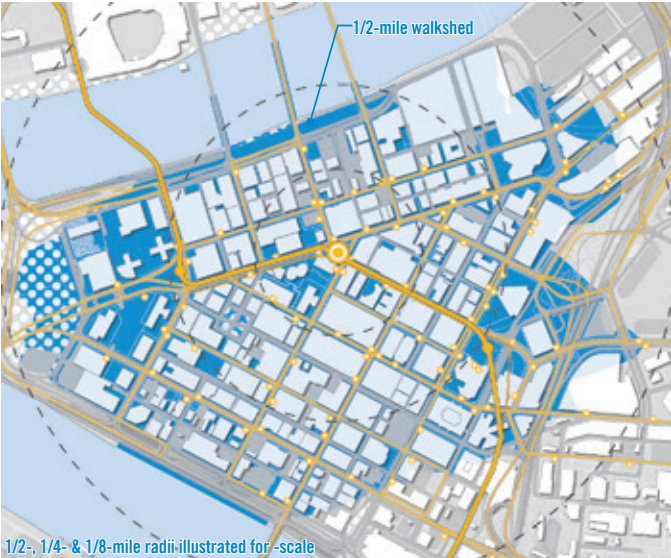 1/2-mile walkshed
1/2-, 1/4- & 1/8-mile radii illustrated for -scale